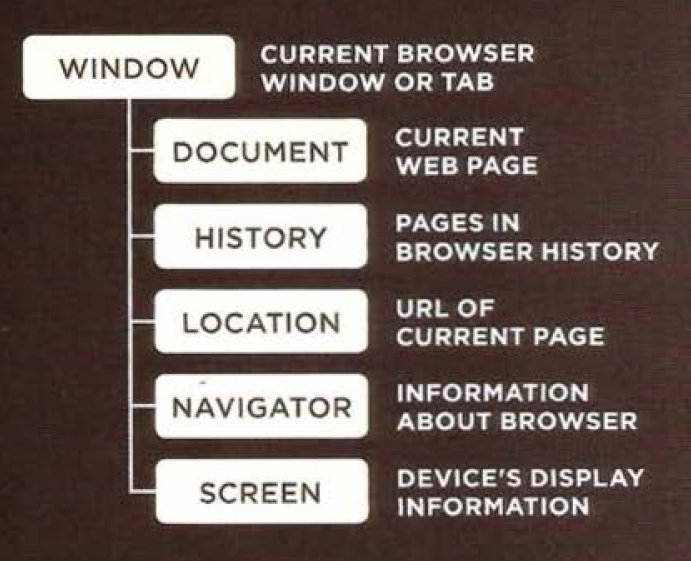 WINDOW
CURRENT BROWSER
WINDOW OR TAB
DOCUMENT
CURRENT
WEB PAGE
HISTORY
PAGES IN
BROWSER HISTORY
LOCATION
URL OF
CURRENT PAGE
NAVIGATOR
INFORMATION
ABOUT BROWSER
SCREEN
DEVICE'S DISPLAY
INFORMATION